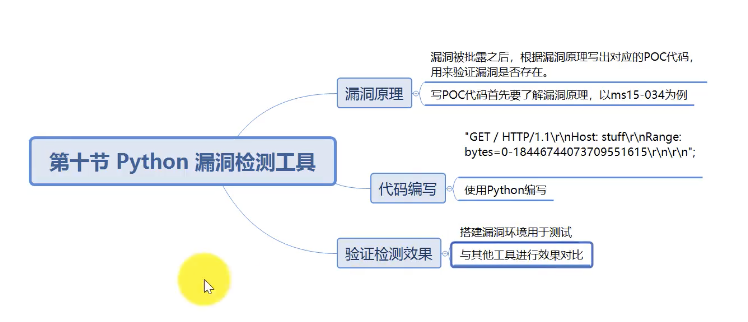 第十节 Python 漏洞检测工具
漏洞原理
漏洞被批露之后，根据漏洞原理写出对应的POC代码，
用来验证漏洞是否存在。
写POC代码首先要了解漏洞原理，以ms15-034为例
代码编写
"GET / HTTP/1.1\r\nHost: stuff\r\nRange:
bytes=0-18446744073709551615\r\n\r\n";
使用Python编写
验证检测效果
搭建漏洞环境用于测试
与其他工具进行效果对比